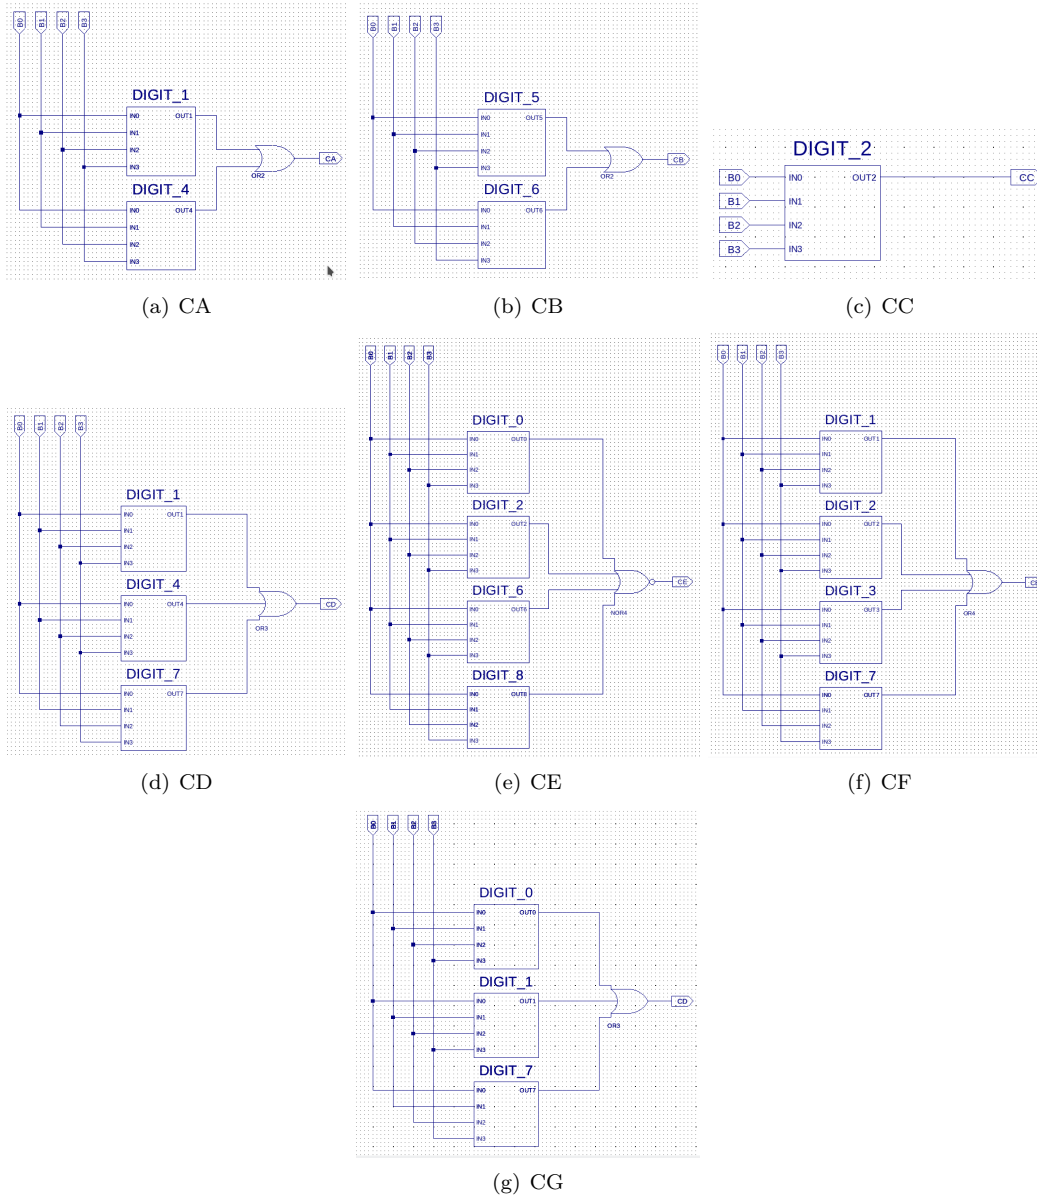 B0 B1 B2 B3
DIGIT_1
IN0 OUT1
IN1
IN2
IN3
DIGIT_4
IN0 OUT4
IN1
IN2
IN3
OR2
CA
(a) CA
B0 B1 B2 B3
DIGIT_5
IN0 OUT5
IN1
IN2
IN3
DIGIT_6
IN0 OUT6
IN1
IN2
IN3
OR2
CB
(b) CB
DIGIT_2
B0 IN0 OUT2 CC
B1 IN1
B2 IN2
B3 IN3
(c) CC
B0 B1 B2 B3
DIGIT_1
IN0 OUT1
IN1
IN2
IN3
DIGIT_4
IN0 OUT4
IN1
IN2
IN3
DIGIT_7
IN0 OUT7
IN1
IN2
IN3
OR3
CD
(d) CD
B0 B1 B2 B3
DIGIT_0
IN0 OUT0
IN1
IN2
IN3
DIGIT_2
IN0 OUT2
IN1
IN2
IN3
DIGIT_6
IN0 OUT6
IN1
IN2
IN3
DIGIT_8
IN0 OUT8
IN1
IN2
IN3
NOR4
CE
(e) CE
B0 B1 B2 B3
DIGIT_1
IN0 OUT1
IN1
IN2
IN3
DIGIT_2
IN0 OUT2
IN1
IN2
IN3
DIGIT_3
IN0 OUT3
IN1
IN2
IN3
DIGIT_7
IN0 OUT7
IN1
IN2
IN3
OR4
(f) CF
B0 B1 B2 B3
DIGIT_0
IN0 OUT0
IN1
IN2
IN3
DIGIT_1
IN0 OUT1
IN1
IN2
IN3
DIGIT_7
IN0 OUT7
IN1
IN2
IN3
OR3
CD
(g) CG